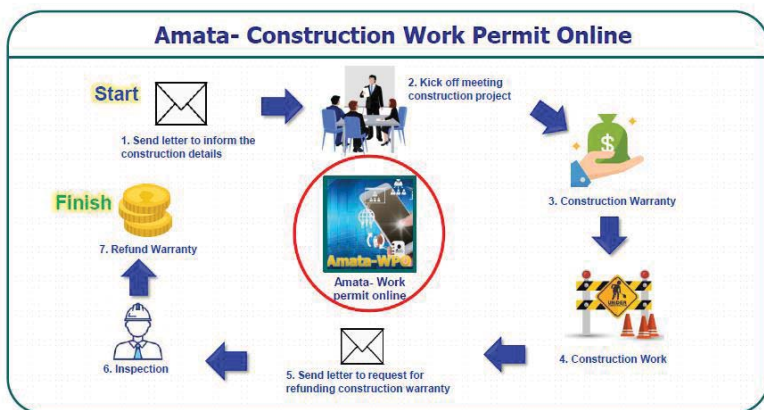 Amata- Construction Work Permit Online
Start
1. Send letter to inform the
construction details
2. Kick off meeting
construction project
$
3. Construction Warranty
UNDER
4. Construction Work
5. Send letter to request for
refunding construction warranty
6. Inspection
Finish
7. Refund Warranty
Amata-WPO
Amata- Work
permit online